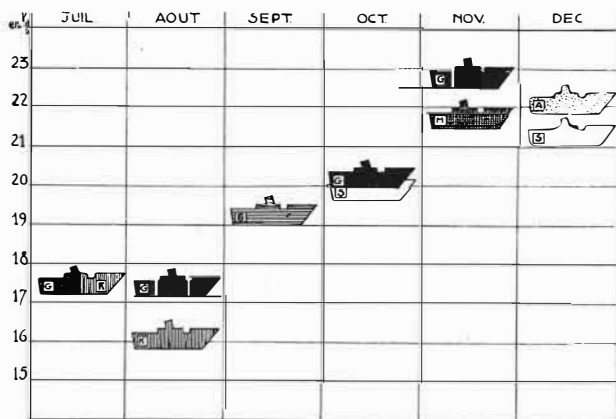 JUIL AOUT SEPT. OCT. NOV. DEC
23 G
22 M A
21 S
20 G S
19
18
17 G K G
16 K
15